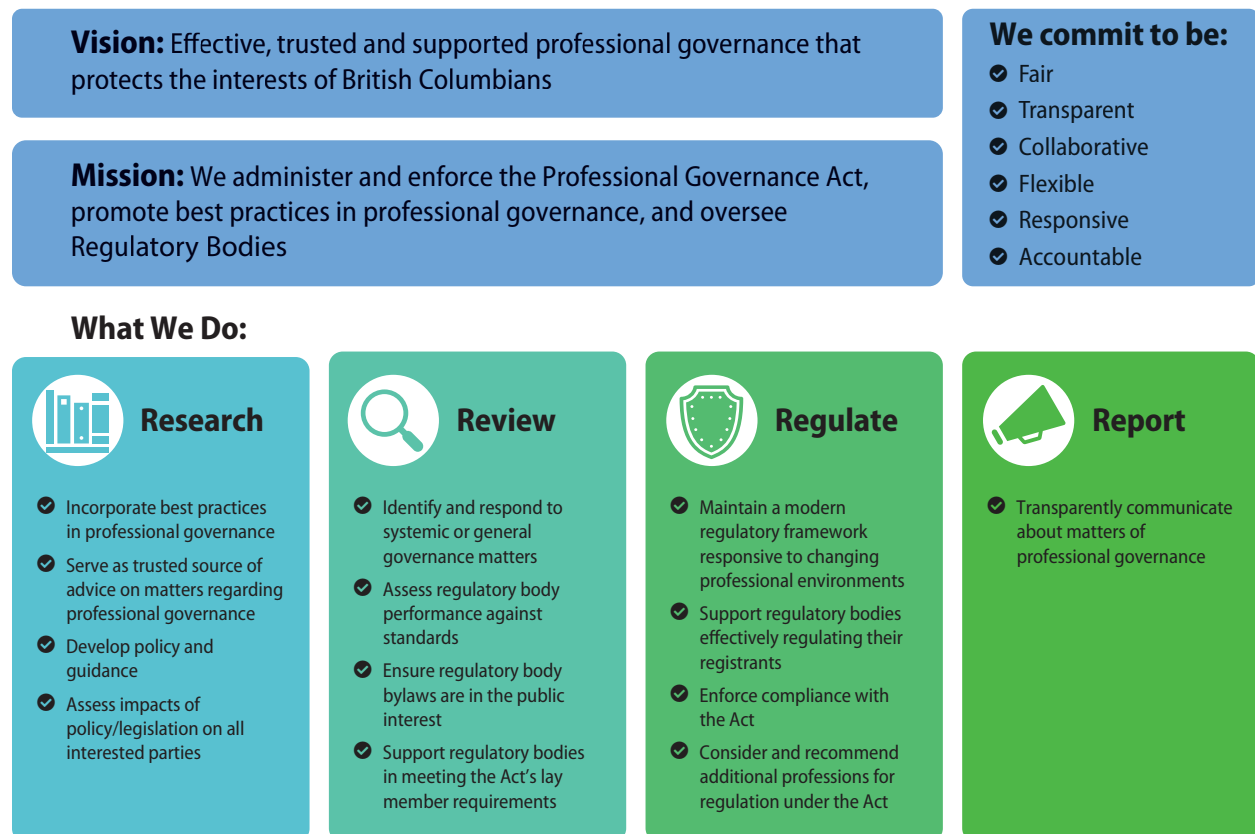 Vision: Effective, trusted and supported professional governance that
protects the interests of British Columbians
Mission: We administer and enforce the Professional Governance Act,
promote best practices in professional governance, and oversee
Regulatory Bodies
We commit to be:
Fair
Transparent
Collaborative
Flexible
Responsive
Accountable
What We Do:
Research
Incorporate best practices
in professional governance
Serve as trusted source of
advice on matters regarding
professional governance
Develop policy and
guidance
Assess impacts of
policy/legislation on all
interested parties
Review
Identify and respond to
systemic or general
governance matters
Assess regulatory body
performance against
standards
Ensure regulatory body
bylaws are in the public
interest
Support regulatory bodies
in meeting the Act's lay
member requirements
Regulate
Maintain a modern
regulatory framework
responsive to changing
professional environments
Support regulatory bodies
effectively regulating their
registrants
Enforce compliance with
the Act
Consider and recommend
additional professions for
regulation under the Act
Report
Transparently communicate
about matters of
professional governance